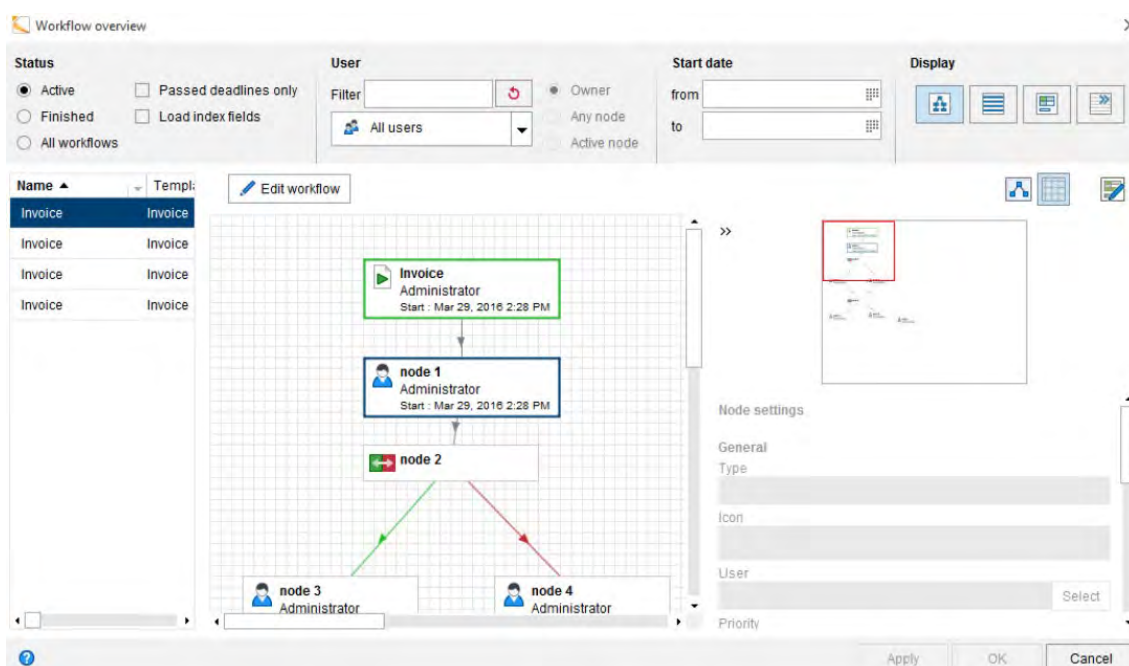 Workflow overview
Status
Active
Passed deadlines only
Finished
Load index fields
All workflows
User
Filter
All users
Owner
Any node
Active node
Start date
from
to
Display
Name
Templa
Edit workflow
Invoice Invoice
Invoice Invoice
Invoice Invoice
Invoice Invoice
Invoice
Administrator
Start : Mar 29, 2016 2:28 PM
node 1
Administrator
Start : Mar 29, 2016 2:28 PM
node 2
node 3
Administrator
node 4
Administrator
Node settings
General
Type
Icon
User
Select
Priority
Apply
OK
Cancel